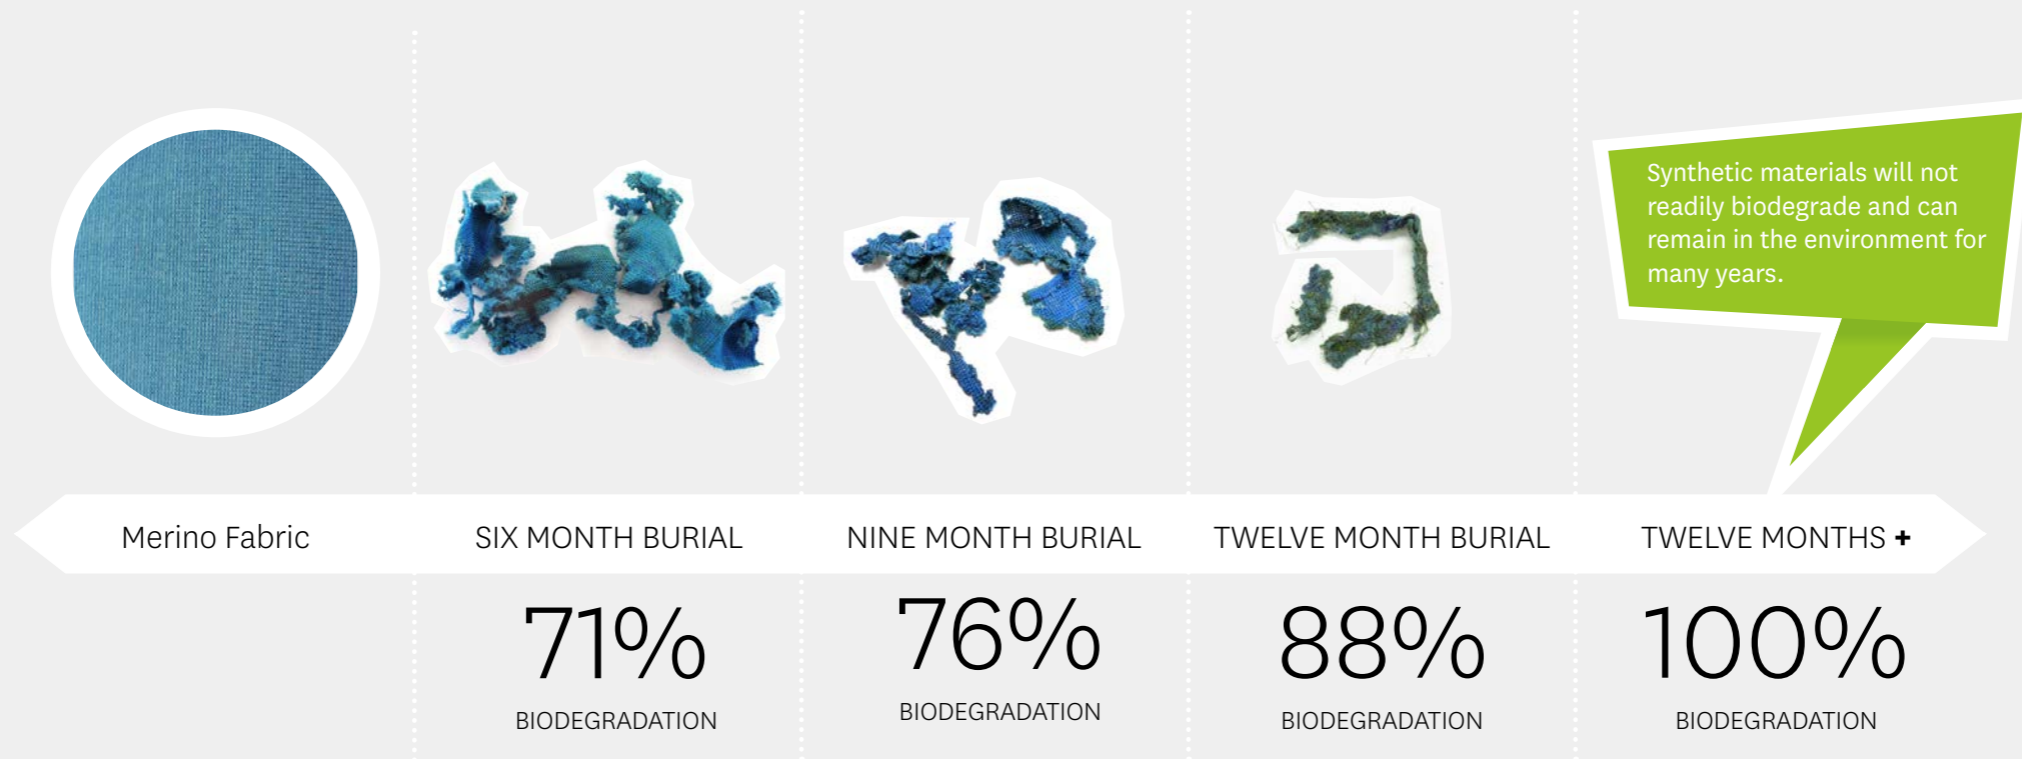 Synthetic materials will not
readily biodegrade and can
remain in the environment for
many years.
Merino Fabric
SIX MONTH BURIAL
NINE MONTH BURIAL
TWELVE MONTH BURIAL
TWELVE MONTHS +
71%
BIODEGRADATION
76%
BIODEGRADATION
88%
BIODEGRADATION
100%
BIODEGRADATION